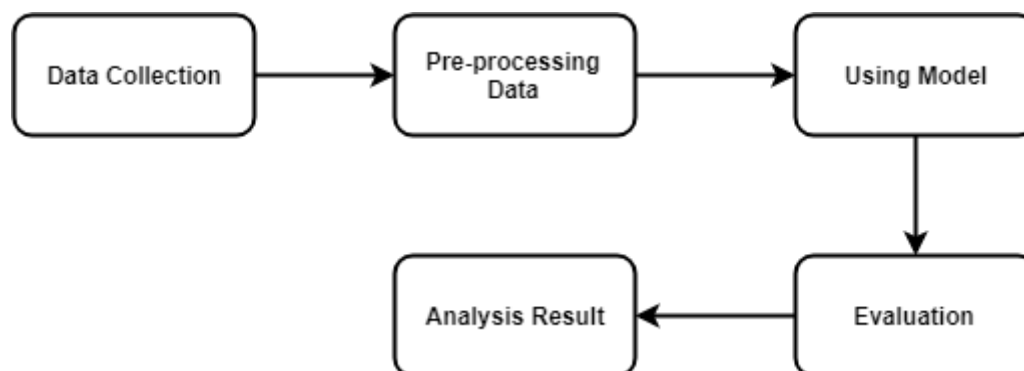 Data Collection
Pre-processing
Data
Using Model
Analysis Result
Evaluation